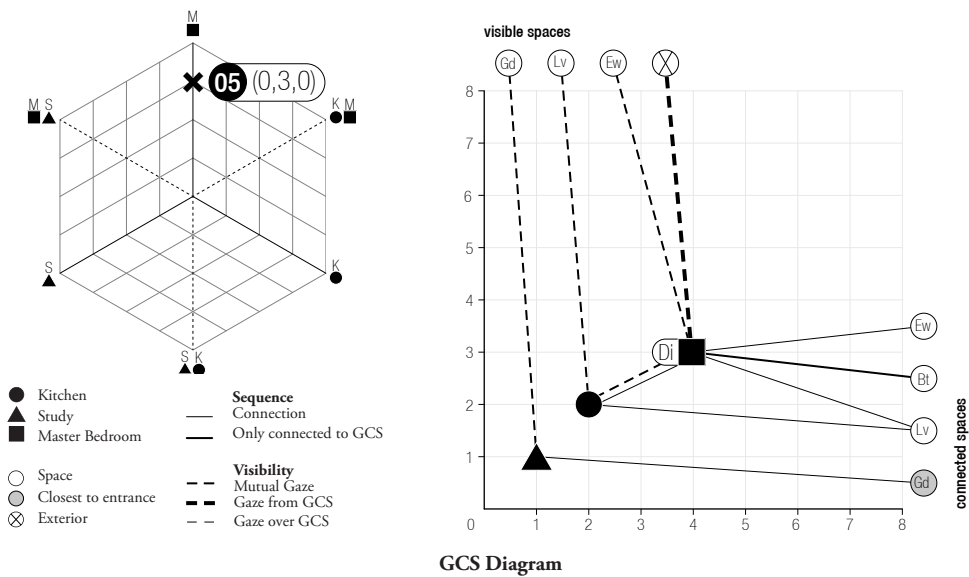 M
05 (0,3,0)
M S
K M
S
K
S K
Kitchen
Study
Master Bedroom
Space
Closest to entrance
Exterior
Sequence
Connection
Only connected to GCS
Visibility
Mutual Gaze
Gaze from GCS
Gaze over GCS
visible spaces
Gd Lv Ew X
8
7
6
5
4
3
2
1
0 1 2 3 4 5 6 7 8
Di
Ew
Bt
Lv
Gd
connected spaces
GCS Diagram